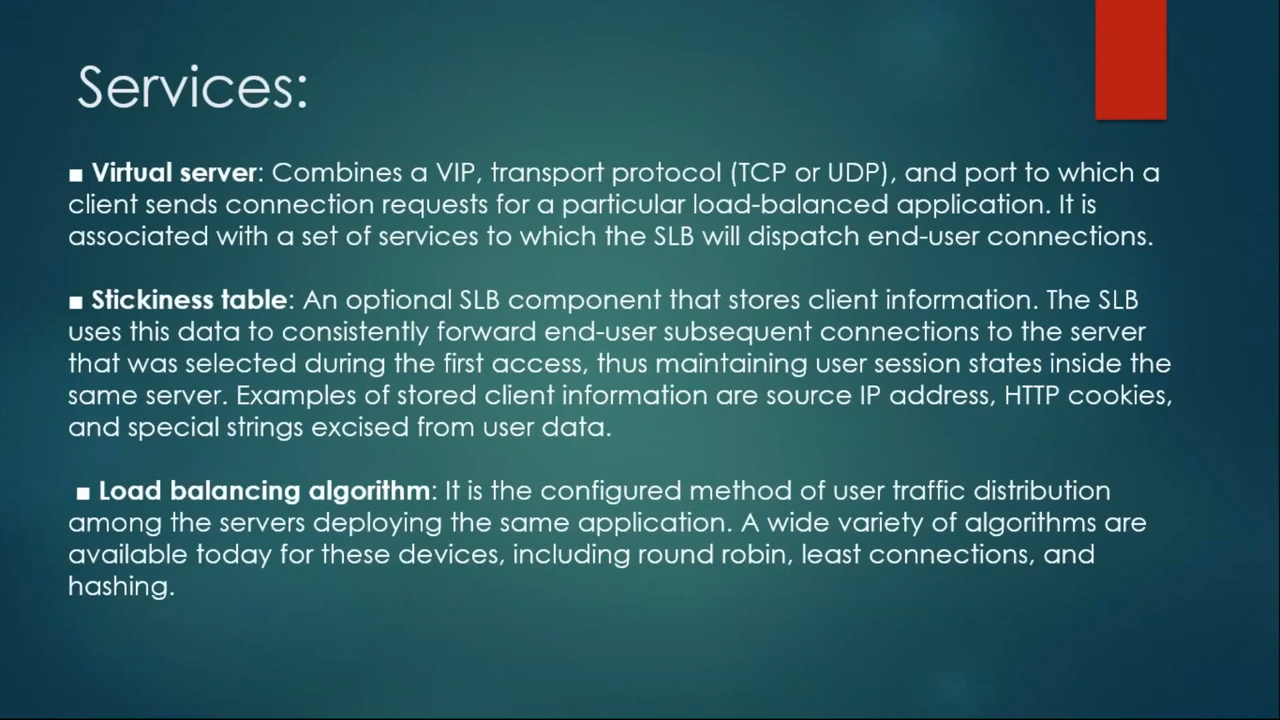 Services:
■ Virtual server: Combines a VIP, transport protocol (TCP or UDP), and port to which a
client sends connection requests for a particular load-balanced application. It is
associated with a set of services to which the SLB will dispatch end-user connections.
■ Stickiness table: An optional SLB component that stores client information. The SLB
uses this data to consistently forward end-user subsequent connections to the server
that was selected during the first access, thus maintaining user session states inside the
same server. Examples of stored client information are source IP address, HTTP cookies,
and special strings excised from user data.
■ Load balancing algorithm: It is the configured method of user traffic distribution
among the servers deploying the same application. A wide variety of algorithms are
available today for these devices, including round robin, least connections, and
hashing.